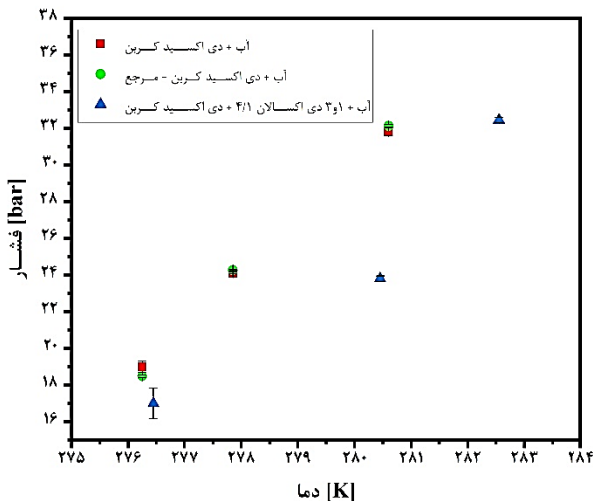 ۳۸
۳۶
۳۴
۳۲
۳۰
۲۸
۲۶
۲۴
۲۲
۲۰
۱۸
۱۶
فشار [bar]
آب + دی اکسید کربن
آب + دی اکسید کربن - مرجع
آب + ۱و۳ دی اکسالان ۴/۱ + دی اکسید کربن
۲۷۵ ۲۷۶ ۲۷۷ ۲۷۸ ۲۷۹ ۲۸۰ ۲۸۱ ۲۸۲ ۲۸۳ ۲۸۴
دما [K]